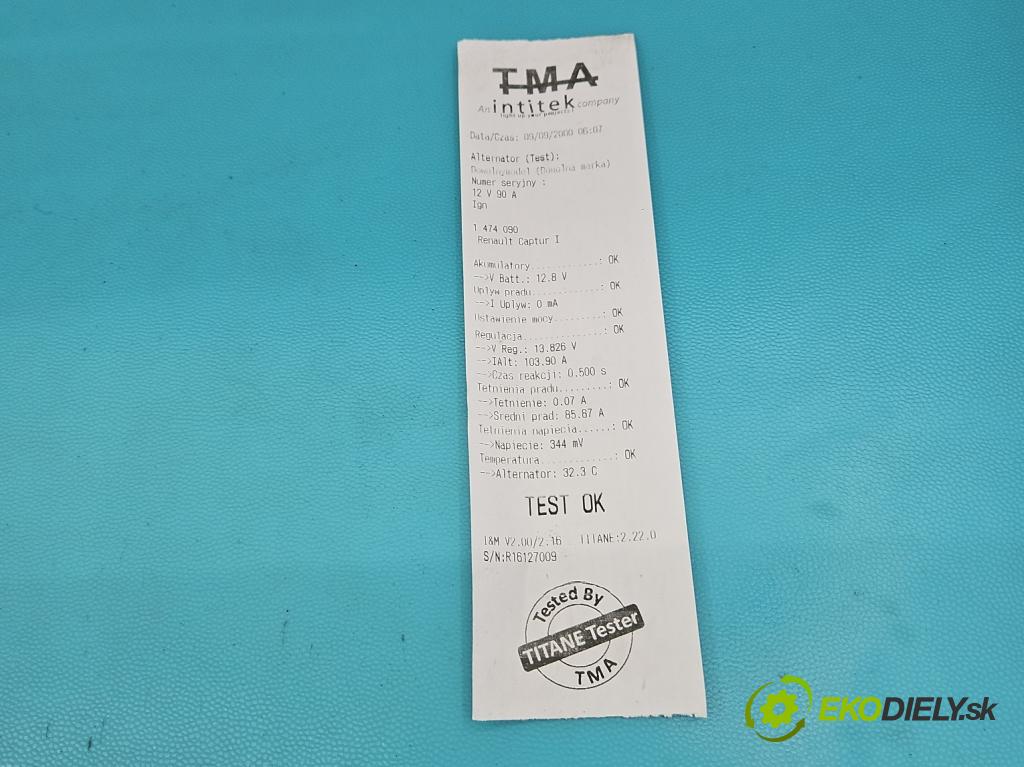 TMA
An intitek company
light up your projects!
Data/Czas: 09/09/2000 06:07
Alternator (Test):
Dowolnymodel (Dowolna marka)
Numer seryjny :
12 V 90 A
Ign
1 474 090
Renault Captur I
Akumulatory..............: OK
-->V Batt.: 12.8 V
Uplyw pradu..............: OK
-->I Uplyw: 0 mA
Ustawienie mocy..........: OK
Regulacja................: OK
-->V Reg.: 13.826 V
-->IAlt: 103.90 A
-->Czas reakcji: 0.500 s
Tetnienia pradu..........: OK
-->Tetnienie: 0.07 A
-->Sredni prad: 85.87 A
Tetnienia napiecia......: OK
-->Napiecie: 344 mV
Temperatura..............: OK
-->Alternator: 32.3 C
TEST OK
I&M V2.00/2.16 TITANE:2.22.0
S/N:R16127009
Tested By
TITANE Tester
TMA
EKODIELY.sk